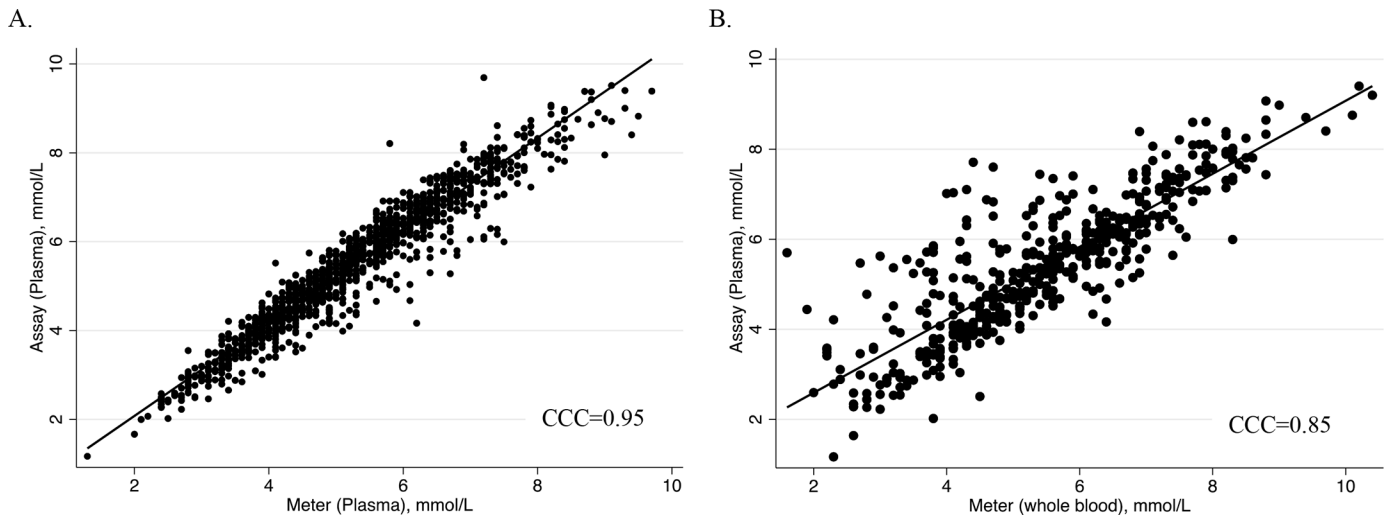 A.
10
8
6
4
2
Assay (Plasma), mmol/L
CCC=0.95
2
4
6
8
10
Meter (Plasma), mmol/L
B.
10
8
6
4
2
Assay (Plasma), mmol/L
CCC=0.85
2
4
6
8
10
Meter (whole blood), mmol/L